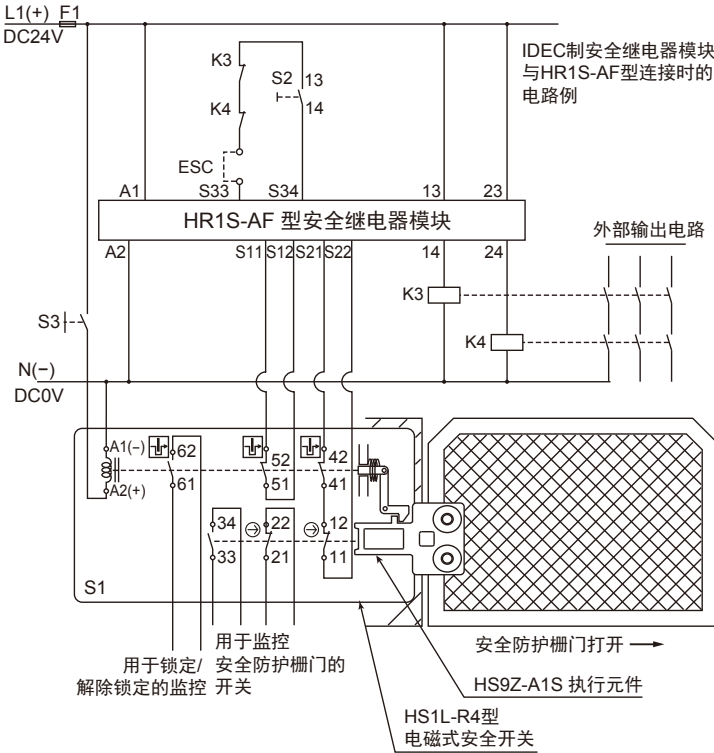 L1(+) F1
DC24V
IDEC制安全继电器模块
与HR1S-AF型连接时的
电路例
K3
S2
13
14
K4
ESC
A1
S33
S34
13
23
HR1S-AF 型安全继电器模块
A2
S11
S12
S21
S22
14
24
外部输出电路
K3
S3
K4
N(−)
DC0V
A1(−)
62
52
42
A2(+)
61
51
41
34
22
12
33
21
11
S1
用于锁定/
解除锁定的监控
用于监控
安全防护栅门的
开关
安全防护栅门打开
HS9Z-A1S 执行元件
HS1L-R4型
电磁式安全开关